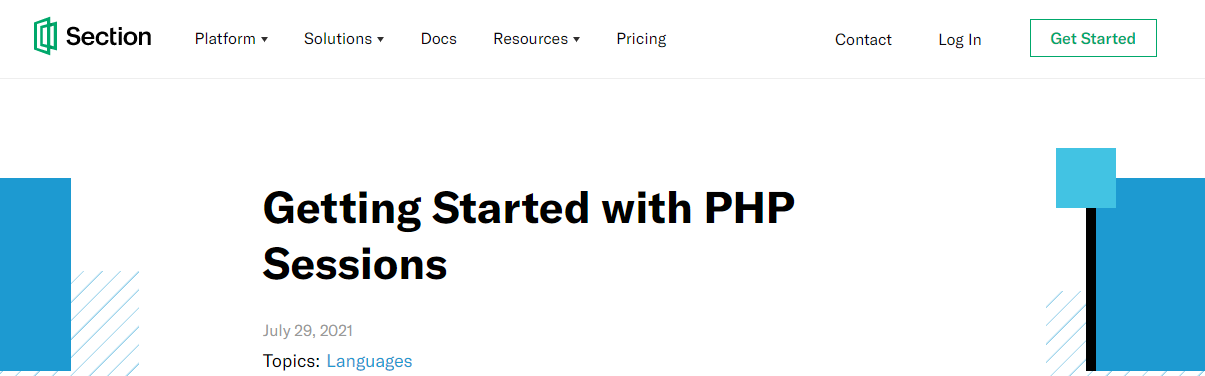 Section Platform Solutions Docs Resources Pricing Contact Log In Get Started
Getting Started with PHP
Sessions
July 29, 2021
Topics: Languages